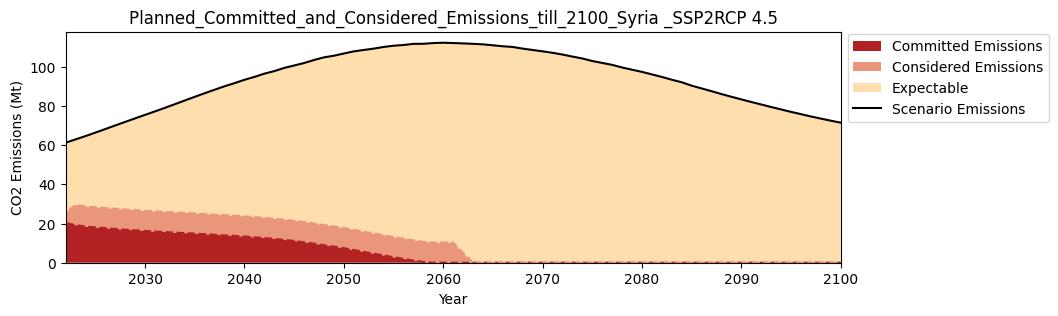 Planned_Committed_and_Considered_Emissions_till_2100_Syria _SSP2RCP 4.5
CO2 Emissions (Mt)
100
80
60
40
20
0
2030 2040 2050 2060 2070 2080 2090 2100
Year
Committed Emissions
Considered Emissions
Expectable
Scenario Emissions